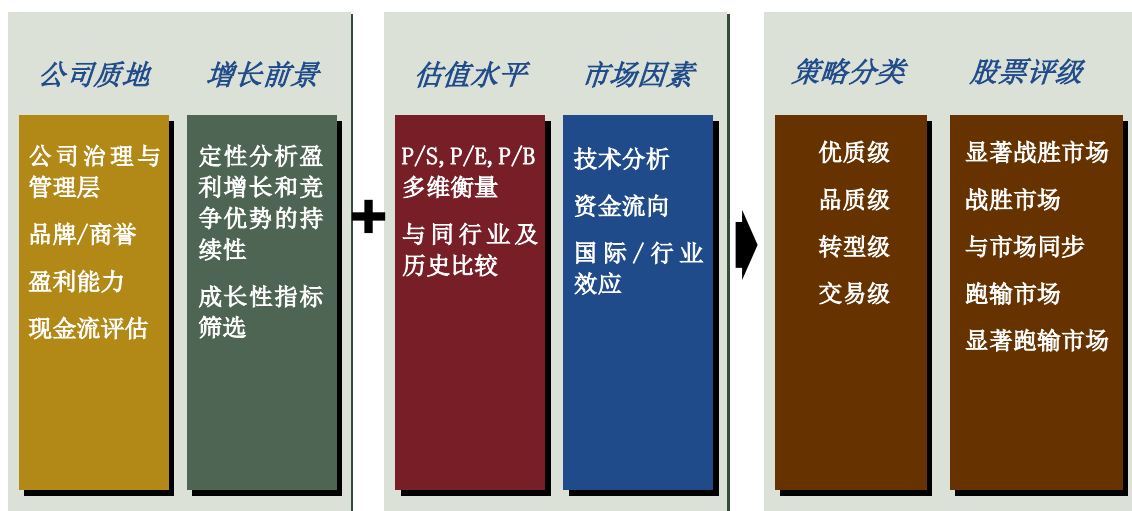 公司质地
公司治理与
管理层
品牌/商誉
盈利能力
现金流评估
增长前景
定性分析盈
利增长和竞
争优势的持
续性
成长性指标
筛选
估值水平
P/S,P/E,P/B
多维衡量
与同行业及
历史比较
市场因素
技术分析
资金流向
国际/行业
效应
策略分类
优质级
品质级
转型级
交易级
股票评级
显著战胜市场
战胜市场
与市场同步
跑输市场
显著跑输市场